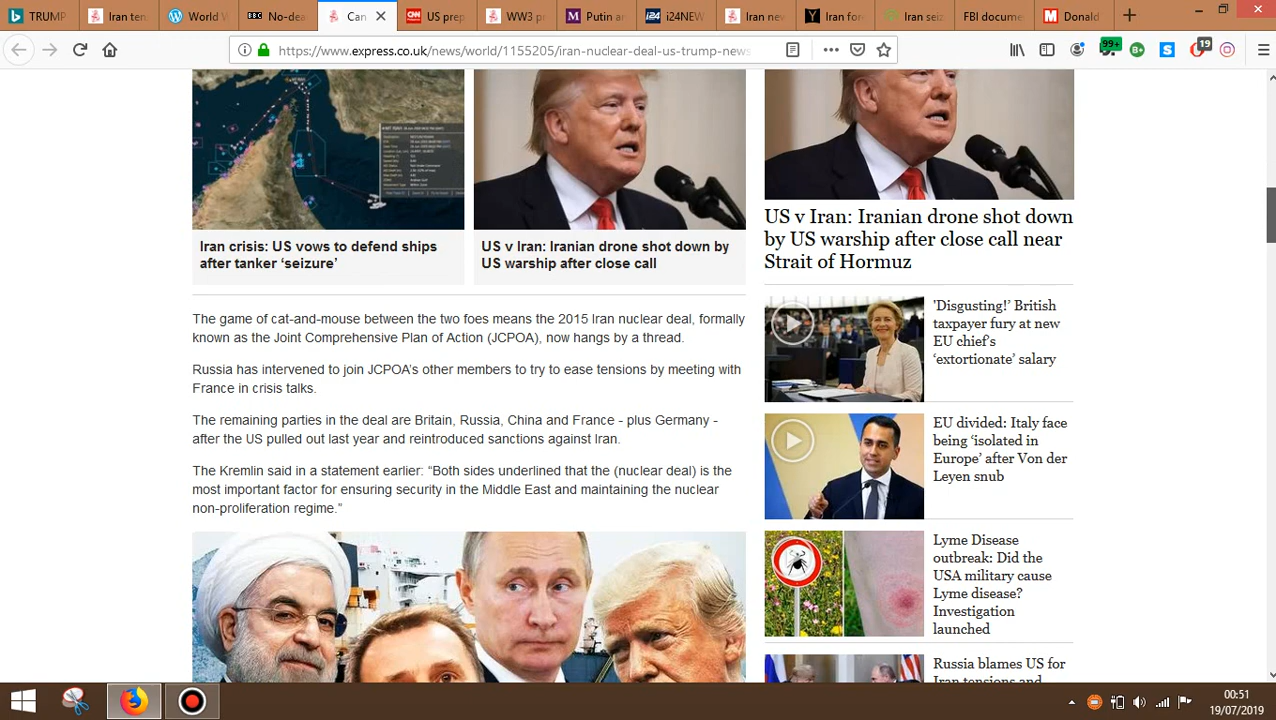 TRUMP
Iran ten
World W
BBC
No-dea
Can
CNN
US prep
WW3 pr
M
Putin ar
i24
i24NEW
Iran new
Y
Iran for
Iran seiz
FBI docume
M
Donald
https://www.express.co.uk/news/world/1155205/iran-nuclear-deal-us-trump-news
99+
B+
S
19
Iran crisis: US vows to defend ships
after tanker ‘seizure’
US v Iran: Iranian drone shot down by
US warship after close call
The game of cat-and-mouse between the two foes means the 2015 Iran nuclear deal, formally
known as the Joint Comprehensive Plan of Action (JCPOA), now hangs by a thread.
Russia has intervened to join JCPOA’s other members to try to ease tensions by meeting with
France in crisis talks.
The remaining parties in the deal are Britain, Russia, China and France - plus Germany -
after the US pulled out last year and reintroduced sanctions against Iran.
The Kremlin said in a statement earlier: “Both sides underlined that the (nuclear deal) is the
most important factor for ensuring security in the Middle East and maintaining the nuclear
non-proliferation regime.”
US v Iran: Iranian drone shot down
by US warship after close call near
Strait of Hormuz
'Disgusting!’ British
taxpayer fury at new
EU chief’s
‘extortionate’ salary
EU divided: Italy face
being ‘isolated in
Europe’ after Von der
Leyen snub
Lyme Disease
outbreak: Did the
USA military cause
Lyme disease?
Investigation
launched
Russia blames US for
Iran tensions and
00:51
19/07/2019